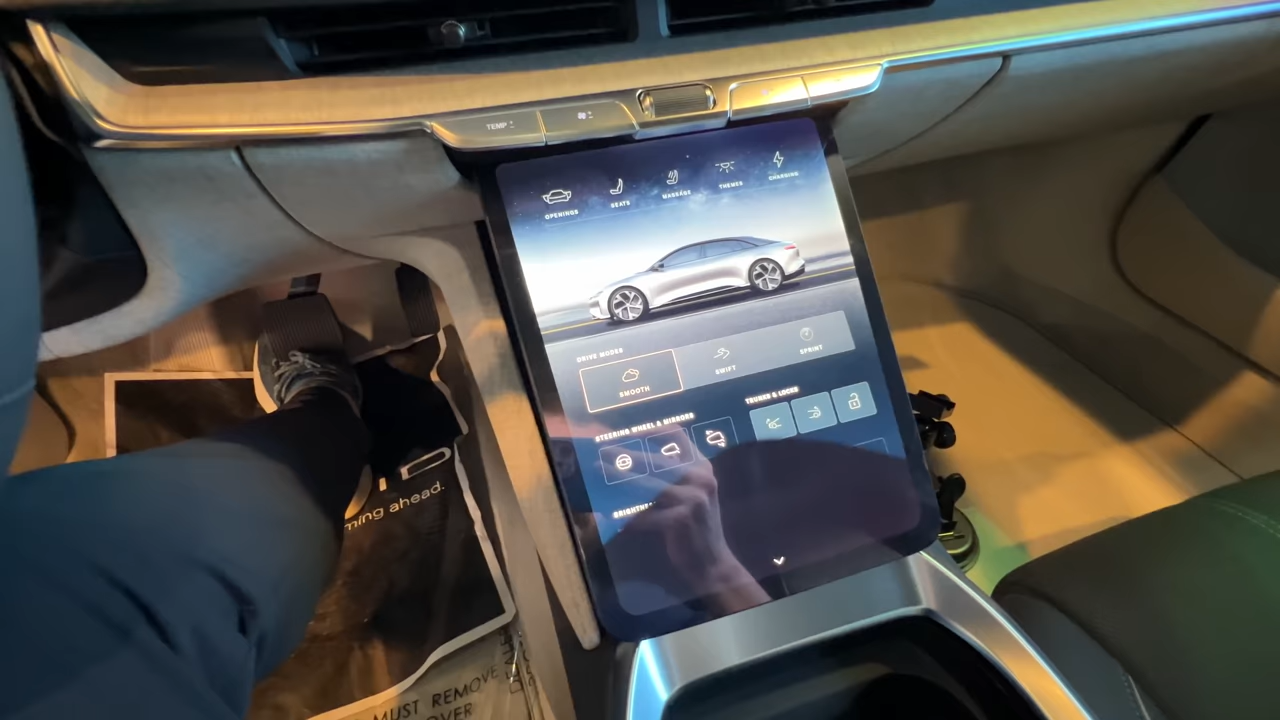 TEMP
OPENINGS
SEATS
MASSAGE
THEMES
CHARGING
DRIVE MODES
SMOOTH
SWIFT
SPRINT
STEERING WHEEL & MIRRORS
TRUNKS & LOCKS
ming ahead.
MUST REMOVE
OVER